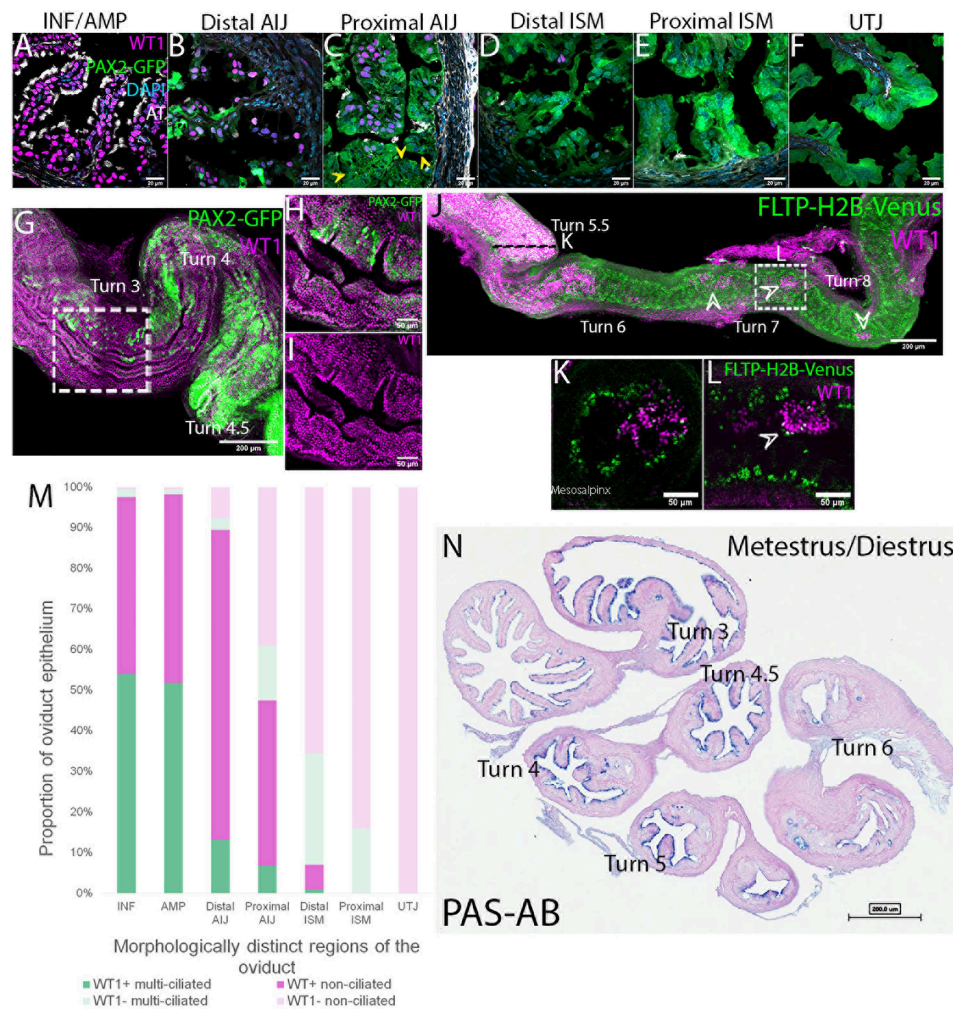 INF/AMP Distal AIJ Proximal AIJ Distal ISM Proximal ISM UTJ
A WT1 B C D E F
PAX2-GFP
DAPI
AT
20 µm 20 µm 20 µm 20 µm 20 µm 20 µm
G PAX2-GFP
WT1
Turn 3
Turn 4
Turn 4.5
200 µm
H PAX2-GFP
WT1
50 µm
I WT1
50 µm
J FLTP-H2B-Venus
WT1
Turn 5.5
K
L
Turn 8
Turn 6
Turn 7
200 µm
K
Mesosalpinx
50 µm
L FLTP-H2B-Venus
WT1
50 µm
M
Proportion of oviduct epithelium
100%
90%
80%
70%
60%
50%
40%
30%
20%
10%
0%
INF AMP Distal AIJ Proximal AIJ Distal ISM Proximal ISM UTJ
Morphologically distinct regions of the
oviduct
WT1+ multi-ciliated WT+ non-ciliated
WT1- multi-ciliated WT1- non-ciliated
N Metestrus/Diestrus
Turn 3
Turn 4.5
Turn 6
Turn 4
Turn 5
PAS-AB
200.0 um